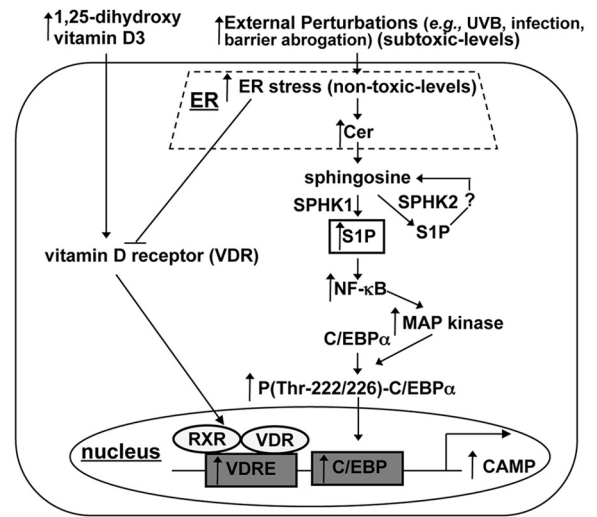 1,25-dihydroxy
vitamin D3
External Perturbations (e.g., UVB, infection,
barrier abrogation) (subtoxic-levels)
ER
ER stress (non-toxic-levels)
Cer
sphingosine
SPHK1
SPHK2
?
S1P
S1P
vitamin D receptor (VDR)
NF-κB
MAP kinase
C/EBPα
P(Thr-222/226)-C/EBPα
RXR
VDR
nucleus
VDRE
C/EBP
CAMP